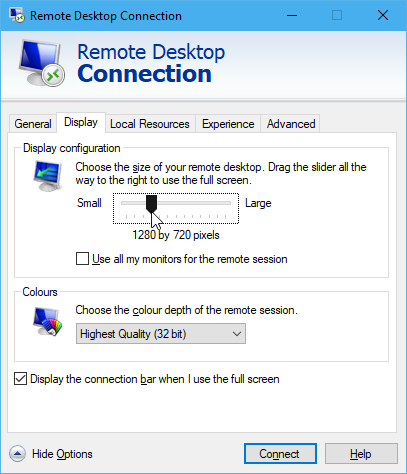 Remote Desktop Connection
Remote Desktop
Connection
General Display Local Resources Experience Advanced
Display configuration
Choose the size of your remote desktop. Drag the slider all the
way to the right to use the full screen.
Small Large
1280 by 720 pixels
Use all my monitors for the remote session
Colours
Choose the colour depth of the remote session.
Highest Quality (32 bit)
Display the connection bar when I use the full screen
Hide Options Connect Help